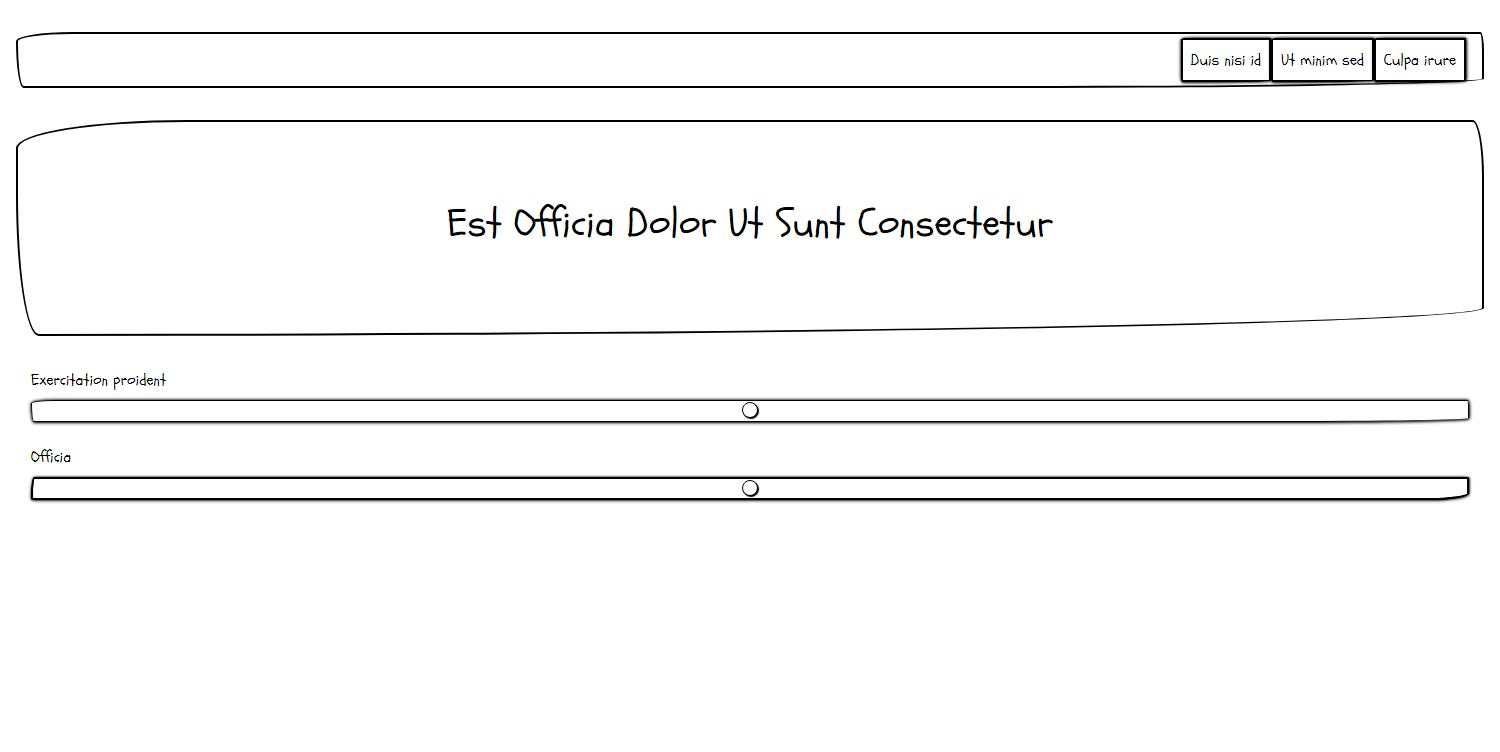 Duis nisi id Ut minim sed Culpa irure
Est Officia Dolor Ut Sunt Consectetur
Exercitation proident
Officia